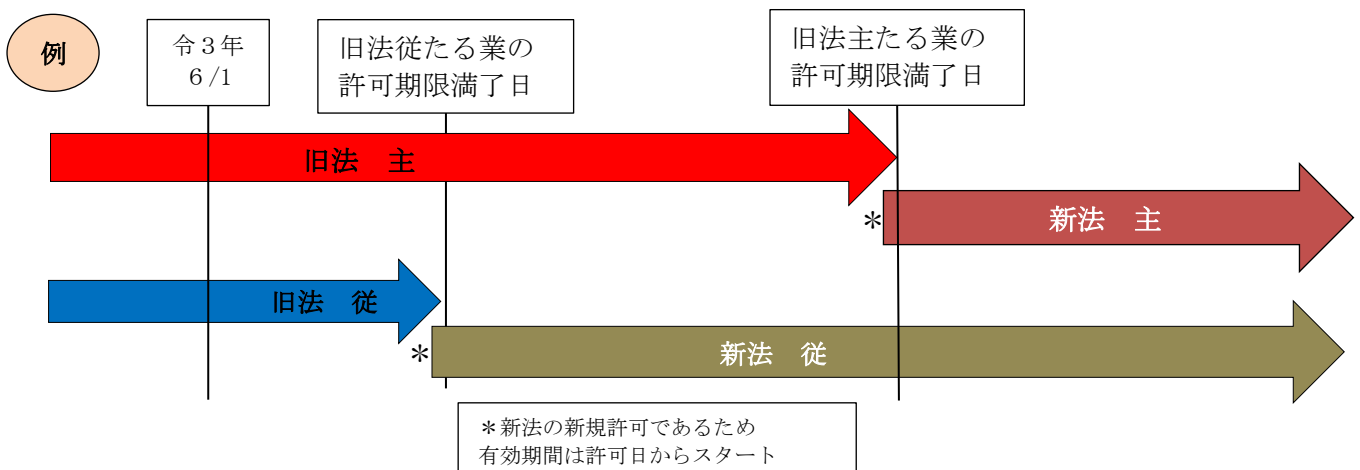 例
令３年
６/1
旧法従たる業の
許可期限満了日
旧法主たる業の
許可期限満了日
旧法　主
＊
新法　主
旧法　従
＊
新法　従
＊新法の新規許可であるため
有効期間は許可日からスタート